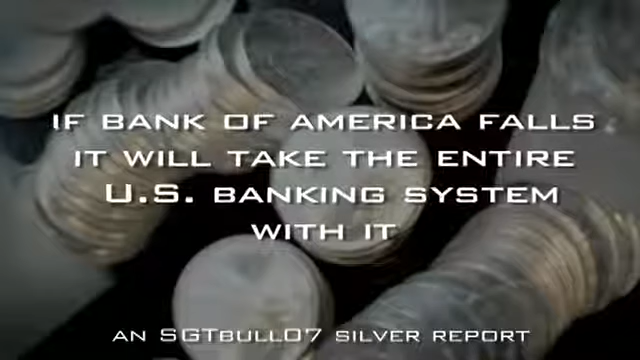 IF BANK OF AMERICA FALLS
IT WILL TAKE THE ENTIRE
U.S. BANKING SYSTEM
WITH IT
AN SGTBULL07 SILVER REPORT